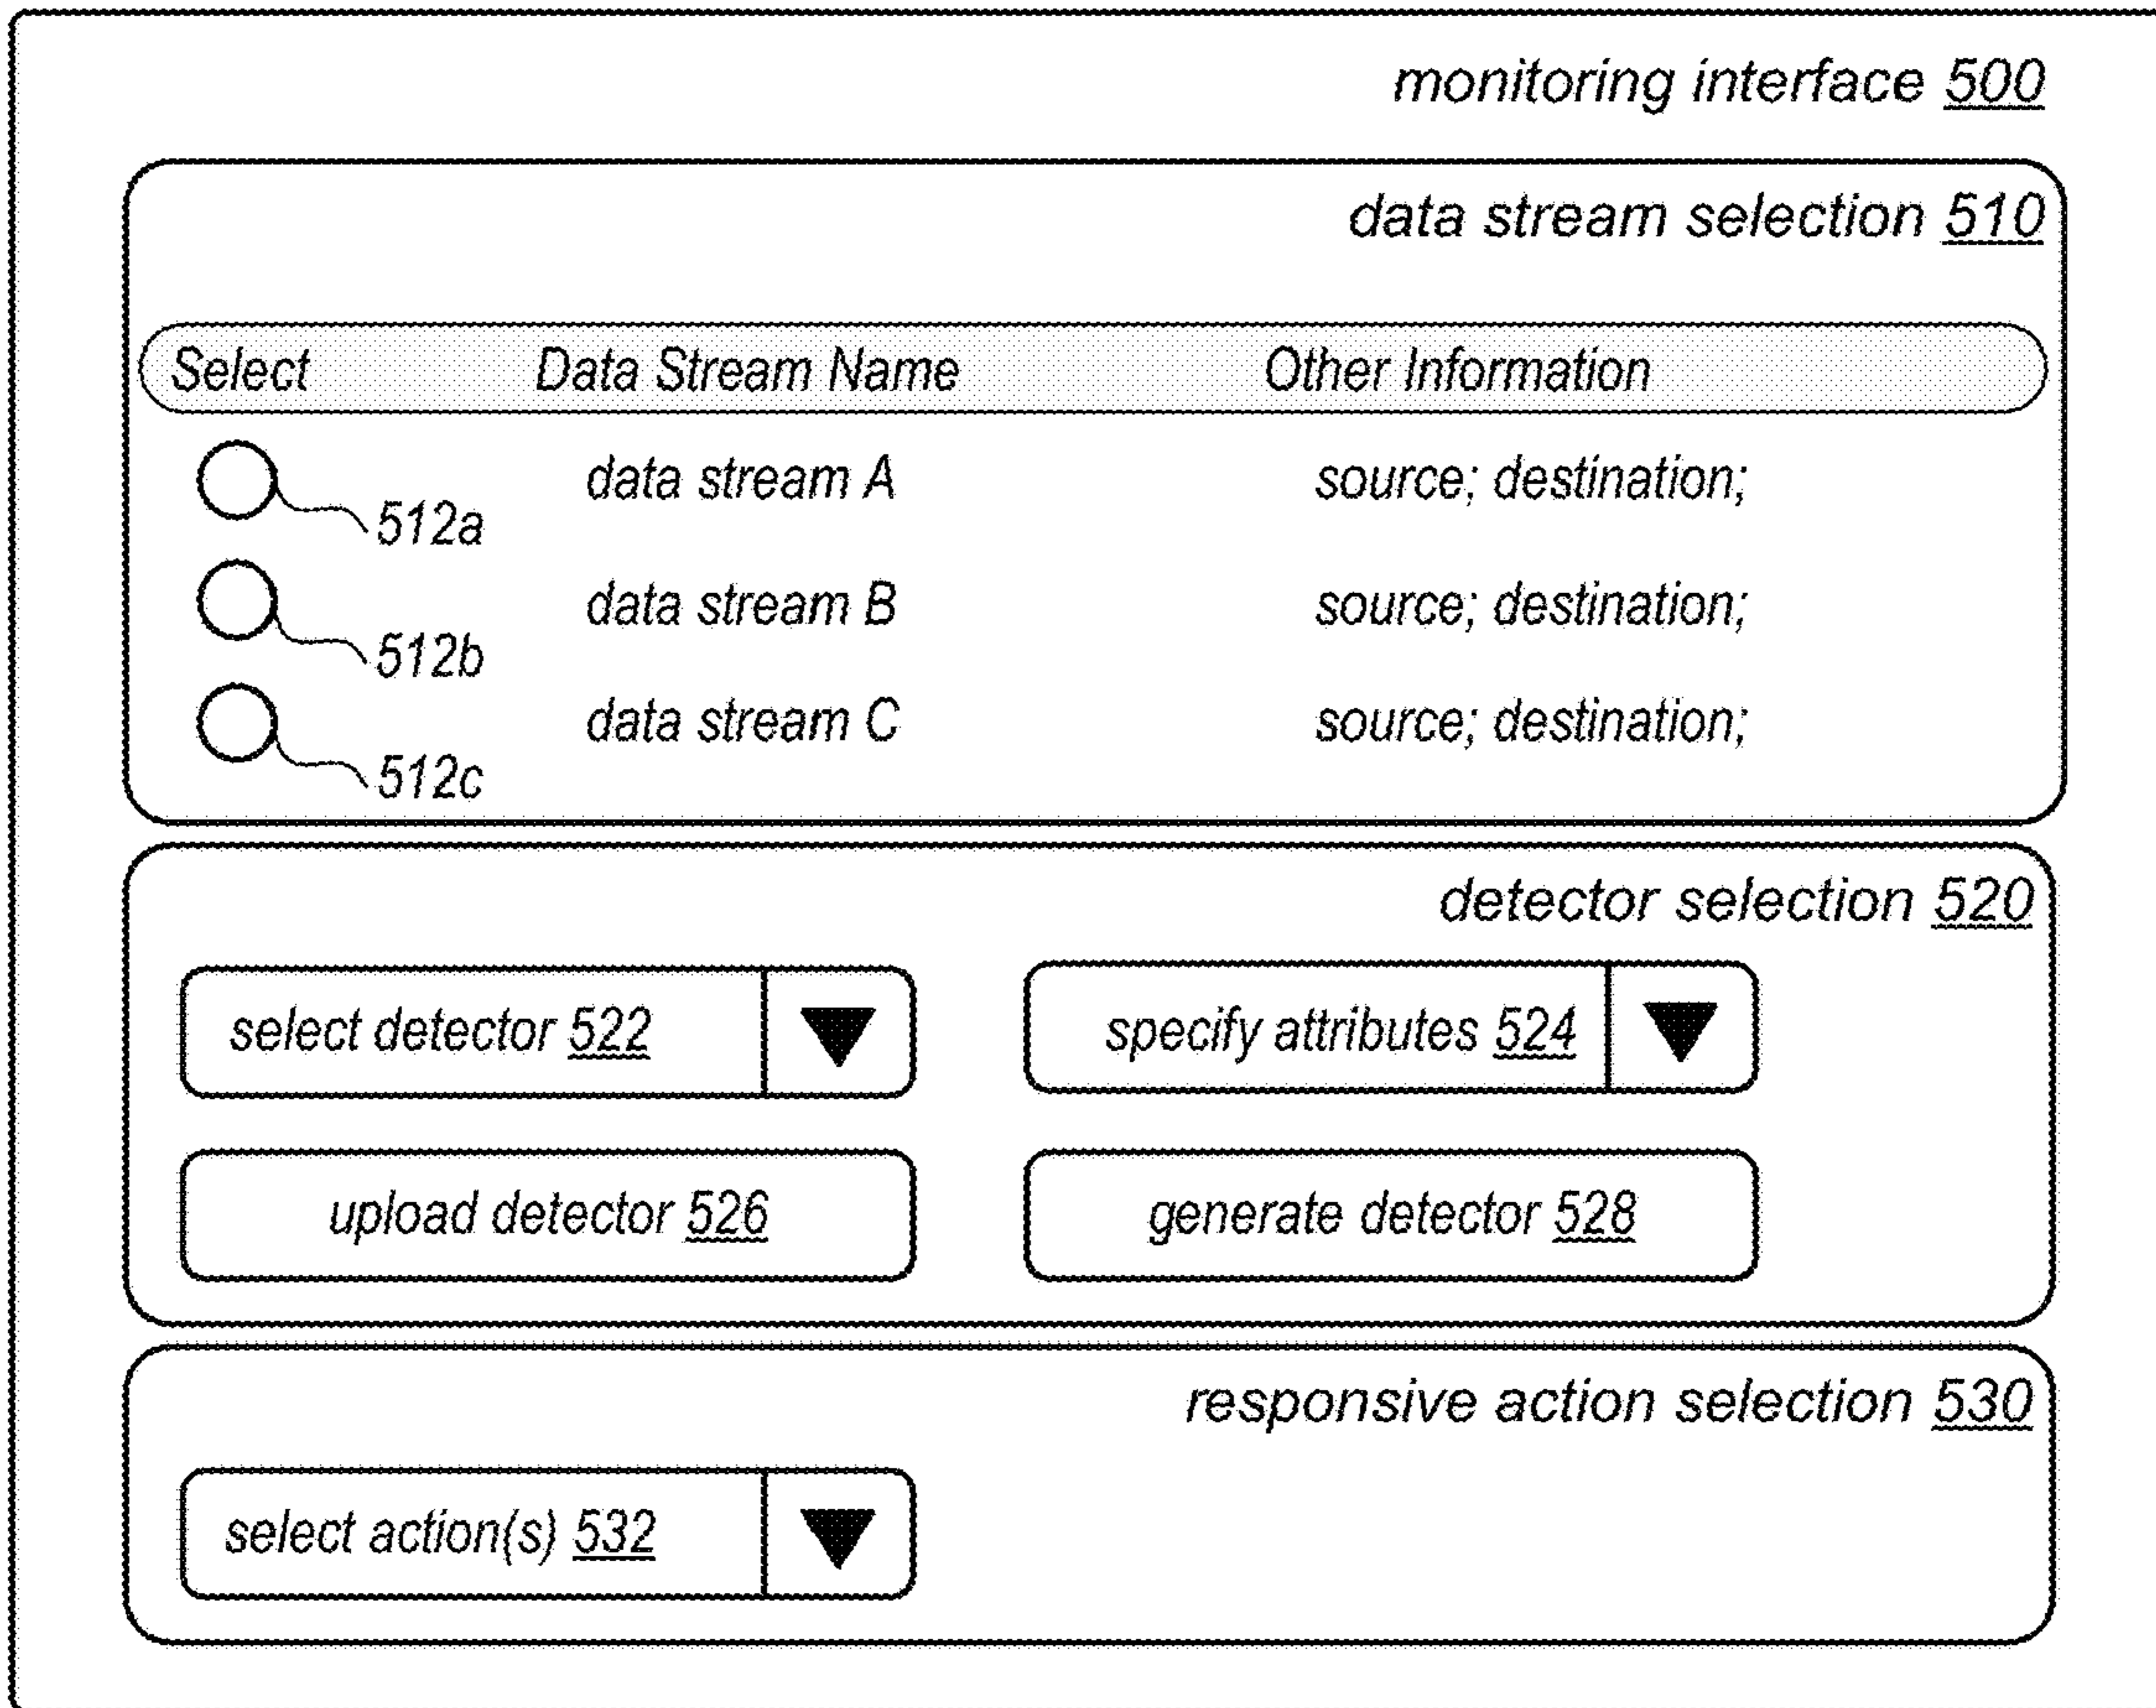 monitoring interface 500
data stream selection 510
Select Data Stream Name Other Information
data stream A source; destination;
512a
data stream B source; destination;
512b
data stream C source; destination;
512c
detector selection 520
select detector 522 specify attributes 524
upload detector 526 generate detector 528
responsive action selection 530
select action(s) 532